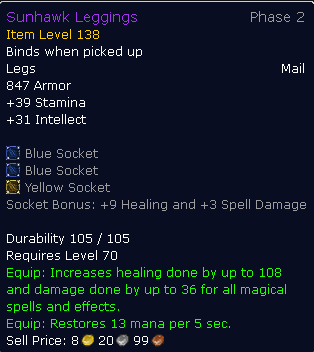 Sunhawk Leggings Phase 2
Item Level 138
Binds when picked up
Legs Mail
847 Armor
+39 Stamina
+31 Intellect
Blue Socket
Blue Socket
Yellow Socket
Socket Bonus: +9 Healing and +3 Spell Damage
Durability 105 / 105
Requires Level 70
Equip: Increases healing done by up to 108
and damage done by up to 36 for all magical
spells and effects.
Equip: Restores 13 mana per 5 sec.
Sell Price: 8 20 99